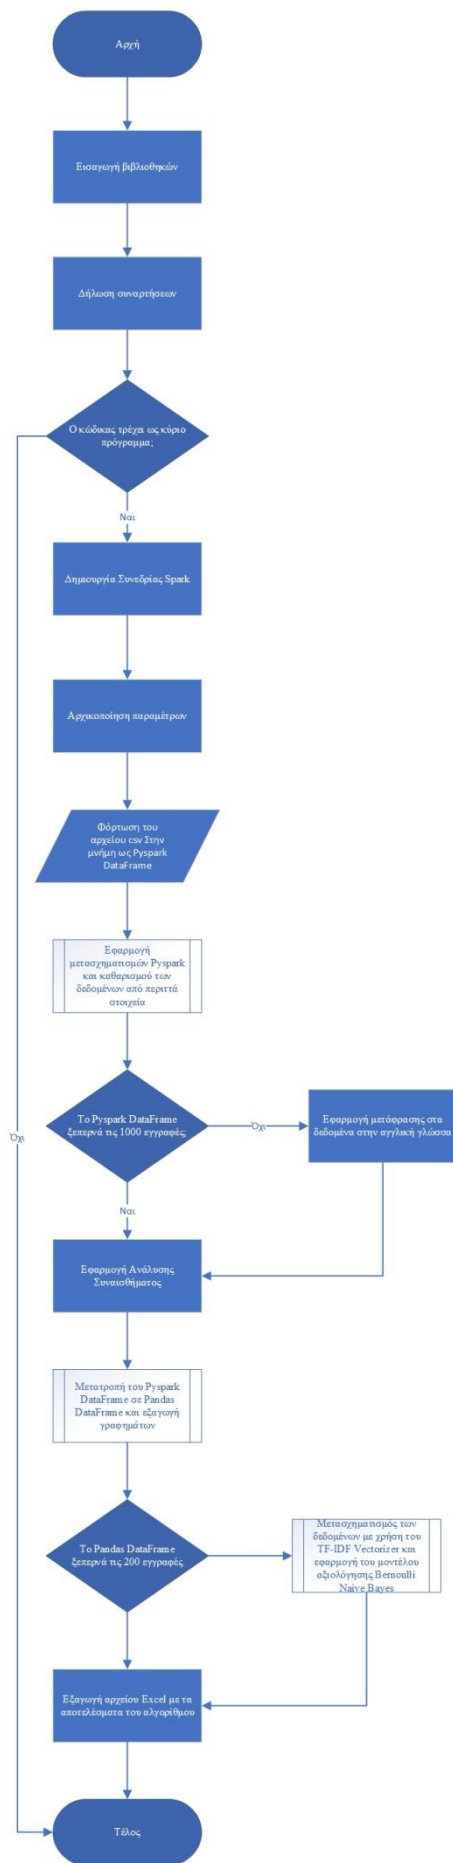 Αρχή
Εισαγωγή βιβλιοθηκών
Δήλωση συναρτήσεων
Ο κώδικας τρέχει ως κύριο
πρόγραμμα;
Ναι
Δημιουργία Συνεδρίας Spark
Αρχικοποίηση παραμέτρων
Φόρτωση του
αρχείου csv Στην
μνήμη ως Pyspark
DataFrame
Εφαρμογή
μετασχηματισμών Pyspark
και καθαρισμού των
δεδομένων από περιττά
στοιχεία
Το Pyspark DataFrame
ξεπερνά τις 1000 εγγραφές;
Όχι
Εφαρμογή μετάφρασης στα
δεδομένα στην αγγλική γλώσσα
Όχι
Ναι
Εφαρμογή Ανάλυσης
Συναισθήματος
Μετατροπή του Pyspark
DataFrame σε Pandas
DataFrame και εξαγωγή
γραφημάτων
Το Pandas DataFrame
ξεπερνά τις 200 εγγραφές
Μετασχηματισμός των
δεδομένων με χρήση του
TF-IDF Vectorizer και
εφαρμογή του μοντέλου
αξιολόγησης Bernoulli
Naive Bayes
Εξαγωγή αρχείου Excel με τα
αποτελέσματα του αλγορίθμου
Τέλος